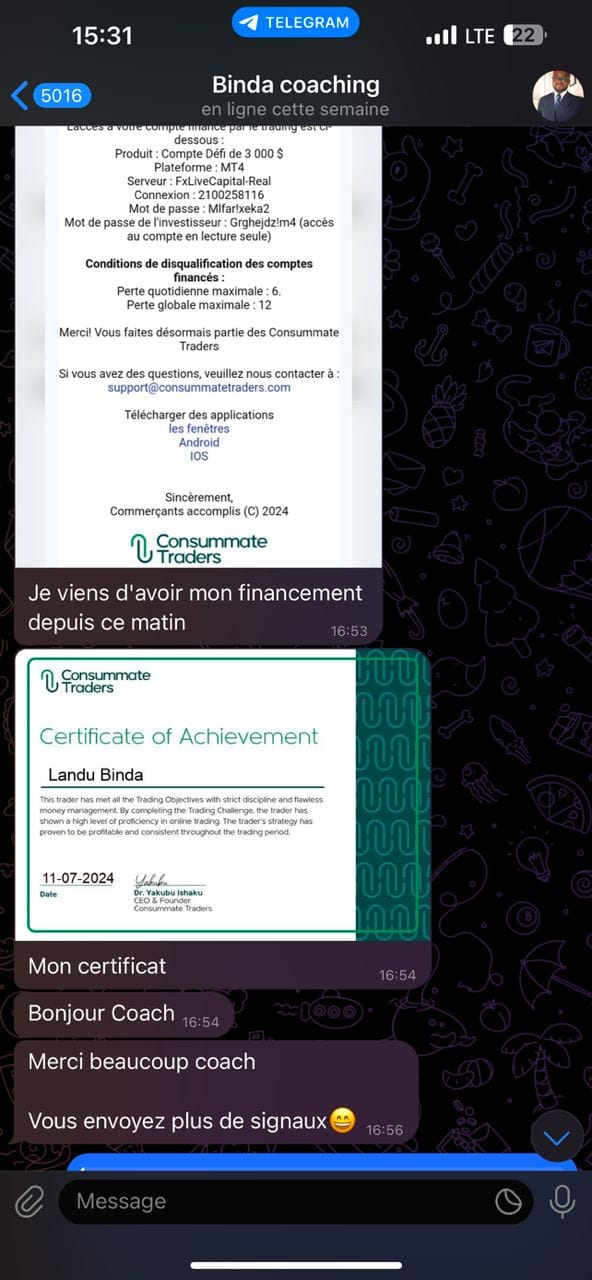 15:31
TELEGRAM
LTE
22
5016
Binda coaching
en ligne cette semaine
L'accès à votre compte financé par le trading est ci-
dessous :
Produit : Compte Défi de 3 000 $
Plateforme : MT4
Serveur : FxLiveCapital-Real
Connexion : 2100258116
Mot de passe : Mlfar!xeka2
Mot de passe de l'investisseur : Grghejdz!m4 (accès
au compte en lecture seule)
Conditions de disqualification des comptes
financés :
Perte quotidienne maximale : 6.
Perte globale maximale : 12
Merci! Vous faites désormais partie des Consummate
Traders
Si vous avez des questions, veuillez nous contacter à :
support@consummatetraders.com
Télécharger des applications
les fenêtres
Android
IOS
Sincèrement,
Commerçants accomplis (C) 2024
Consummate
Traders
Je viens d'avoir mon financement
depuis ce matin
16:53
Consummate
Traders
Certificate of Achievement
Landu Binda
This trader has met all the Trading Objectives with strict discipline and flawless
money management. By completing the Trading Challenge, the trader has
shown a high level of proficiency in online trading. The trader's strategy has
proven to be profitable and consistent throughout the trading period.
11-07-2024
Yakubu
Date
Dr. Yakubu Ishaku
CEO & Founder
Consummate Traders
Mon certificat
16:54
Bonjour Coach
16:54
Merci beaucoup coach
Vous envoyez plus de signaux😄
16:56
Message